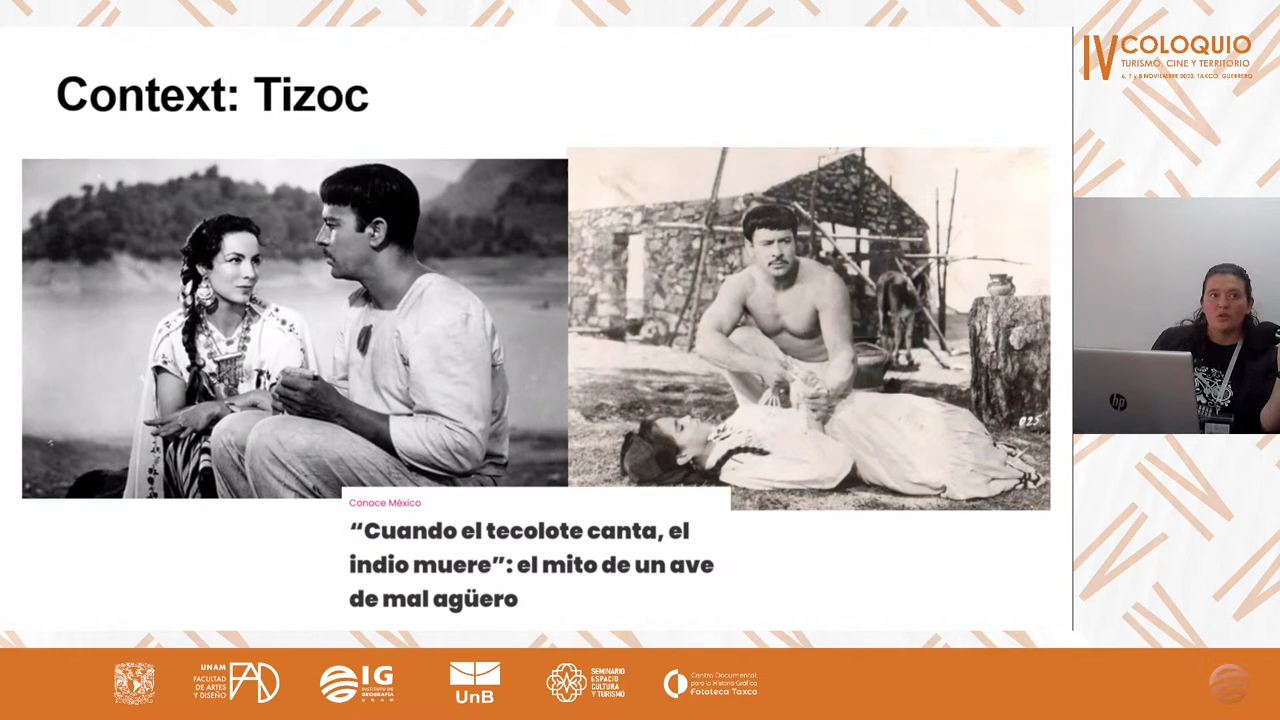 Context: Tizoc
IV COLOQUIO
TURISMO, CINE Y TERRITORIO
6, 7 y 8 NOVIEMBRE 2023. TAXCO, GUERRERO
025
hp
Conoce México
“Cuando el tecolote canta, el
indio muere”: el mito de un ave
de mal agüero
UNAM
FACULTAD
DE ARTES
Y DISEÑO
FAD
IG
INSTITUTO DE
GEOGRAFÍA
UNAM
UnB
SEMINARIO
ESPACIO
CULTURA
Y TURISMO
Centro Documental
para la Historia Gráfica
Fototeca Taxco